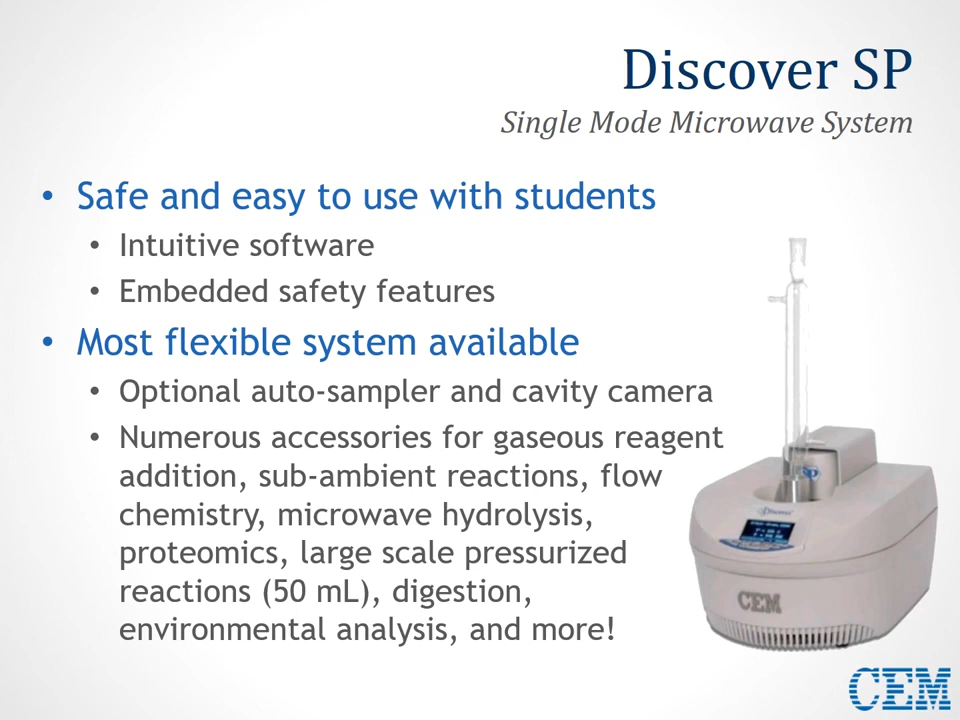 Discover SP
Single Mode Microwave System
• Safe and easy to use with students
• Intuitive software
• Embedded safety features
• Most flexible system available
• Optional auto-sampler and cavity camera
• Numerous accessories for gaseous reagent
addition, sub-ambient reactions, flow
chemistry, microwave hydrolysis,
proteomics, large scale pressurized
reactions (50 mL), digestion,
environmental analysis, and more!
SP
Discover
CEM
CEM